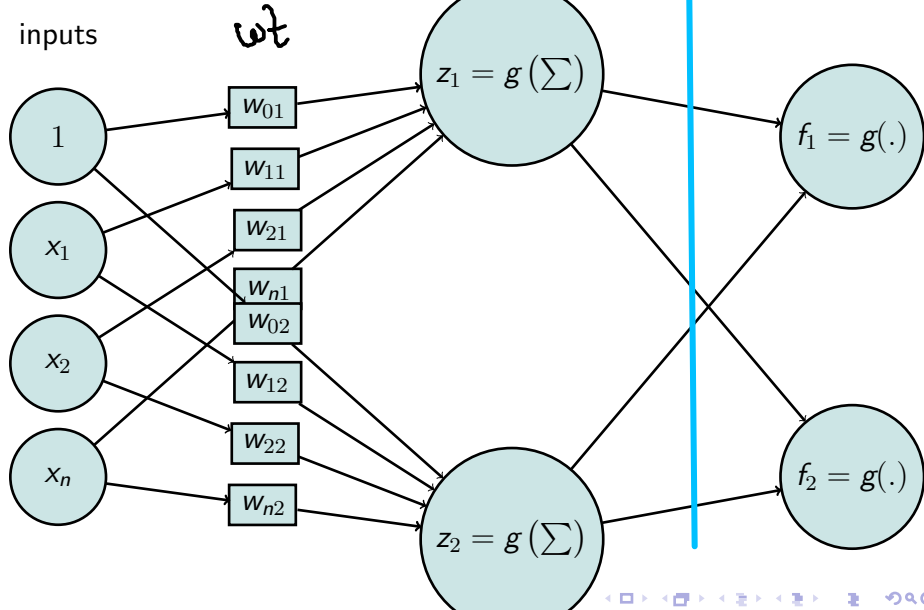 inputs
wt
1
x₁
x₂
xₙ
w₀₁
w₁₁
w₂₁
wₙ₁
w₀₂
w₁₂
w₂₂
wₙ₂
z₁ = g (∑)
z₂ = g (∑)
f₁ = g(.)
f₂ = g(.)